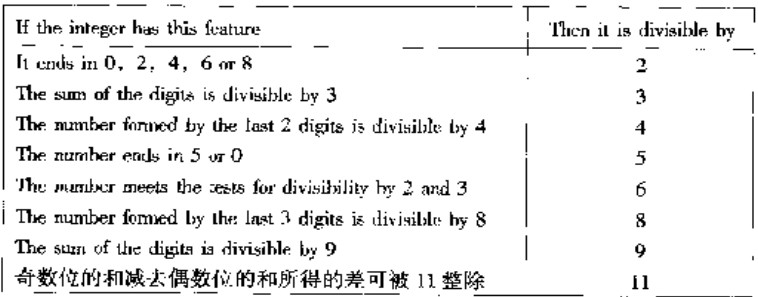 If the integer has this feature Then it is divisible by
It ends in 0, 2, 4, 6 or 8 2
The sum of the digits is divisible by 3 3
The number formed by the last 2 digits is divisible by 4 4
The number ends in 5 or 0 5
The number meets the tests for divisibility by 2 and 3 6
The number formed by the last 3 digits is divisible by 8 8
The sum of the digits is divisible by 9 9
奇数位的和减去偶数位的和所得的差可被 11 整除 11